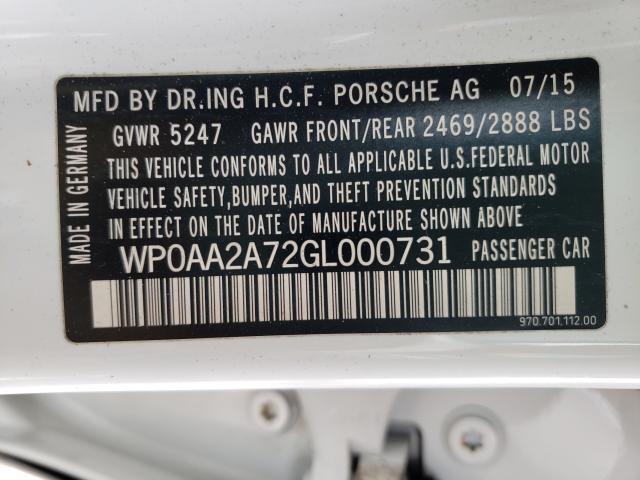 MFD BY DR.ING H.C.F. PORSCHE AG 07/15
GVWR 5247 GAWR FRONT/REAR 2469/2888 LBS
THIS VEHICLE CONFORMS TO ALL APPLICABLE U.S.FEDERAL MOTOR
VEHICLE SAFETY,BUMPER,AND THEFT PREVENTION STANDARDS
IN EFFECT ON THE DATE OF MANUFACTURE SHOWN ABOVE.
WP0AA2A72GL000731 PASSENGER CAR
970.701.112.00
MADE IN GERMANY